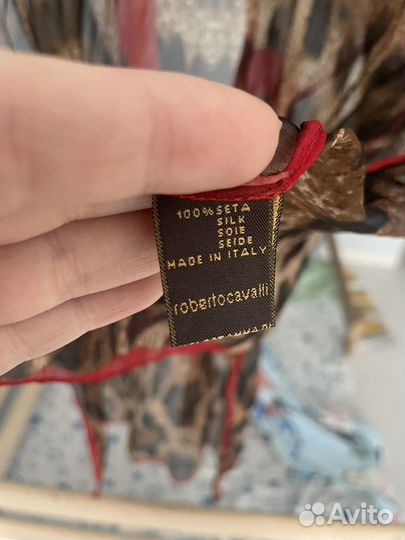 100% SETA
SILK
SOIE
SEIDE
MADE IN ITALY
robertocavalli
Avito